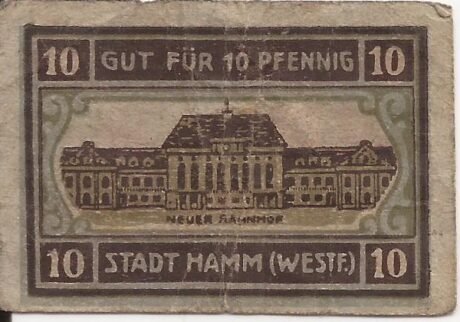 10 GUT FÜR 10 PFENNIG 10
NEUER BAHNHOF
10 STADT HAMM (WESTF.) 10